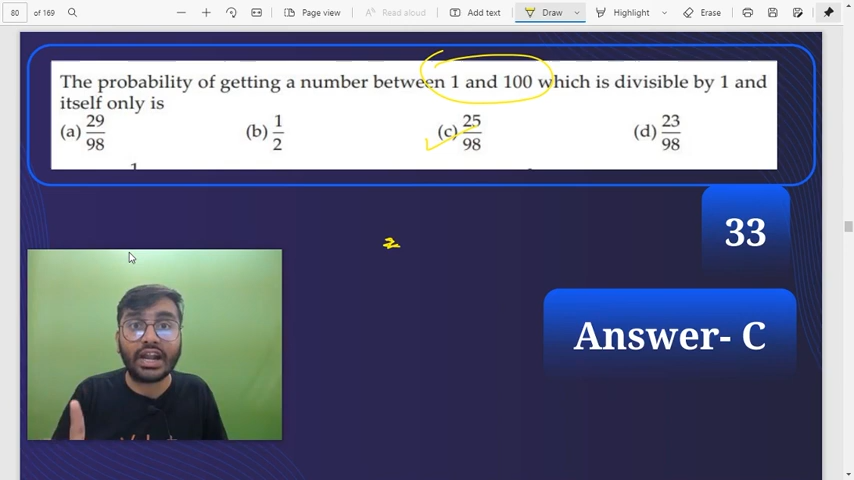 80 of 169 Page view Read aloud Add text Draw Highlight Erase
The probability of getting a number between 1 and 100 which is divisible by 1 and
itself only is
(a) 29/98 (b) 1/2 (c) 25/98 (d) 23/98
33
2
Answer- C